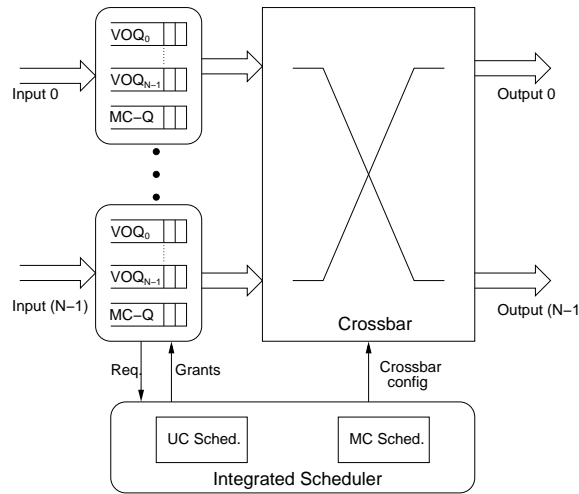 VOQ₀
VOQN–1
MC–Q
Input 0
Output 0
VOQ₀
VOQN–1
MC–Q
Input (N–1)
Output (N–1
Crossbar
Req.
Grants
Crossbar
config
UC Sched.
MC Sched.
Integrated Scheduler